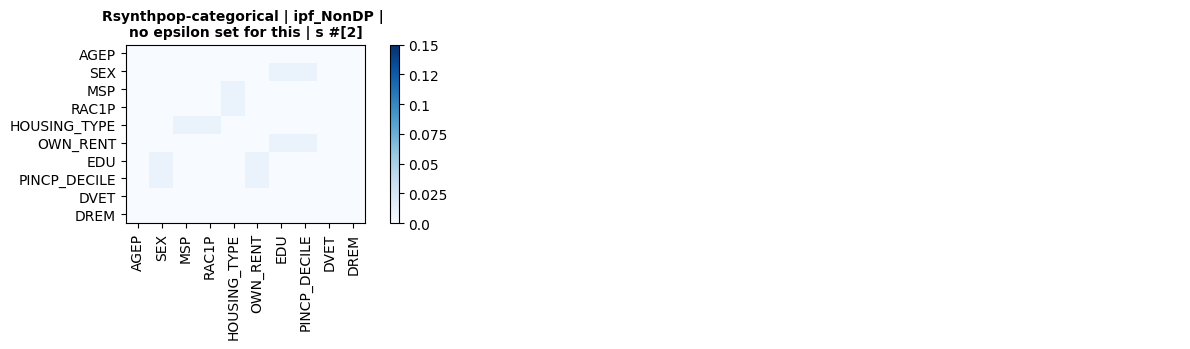 Rsynthpop-categorical | ipf_NonDP |
no epsilon set for this | s #[2]
AGEP
SEX
MSP
RAC1P
HOUSING_TYPE
OWN_RENT
EDU
PINCP_DECILE
DVET
DREM
AGEP
SEX
MSP
RAC1P
HOUSING_TYPE
OWN_RENT
EDU
PINCP_DECILE
DVET
DREM
0.15
0.12
0.1
0.075
0.05
0.025
0.0